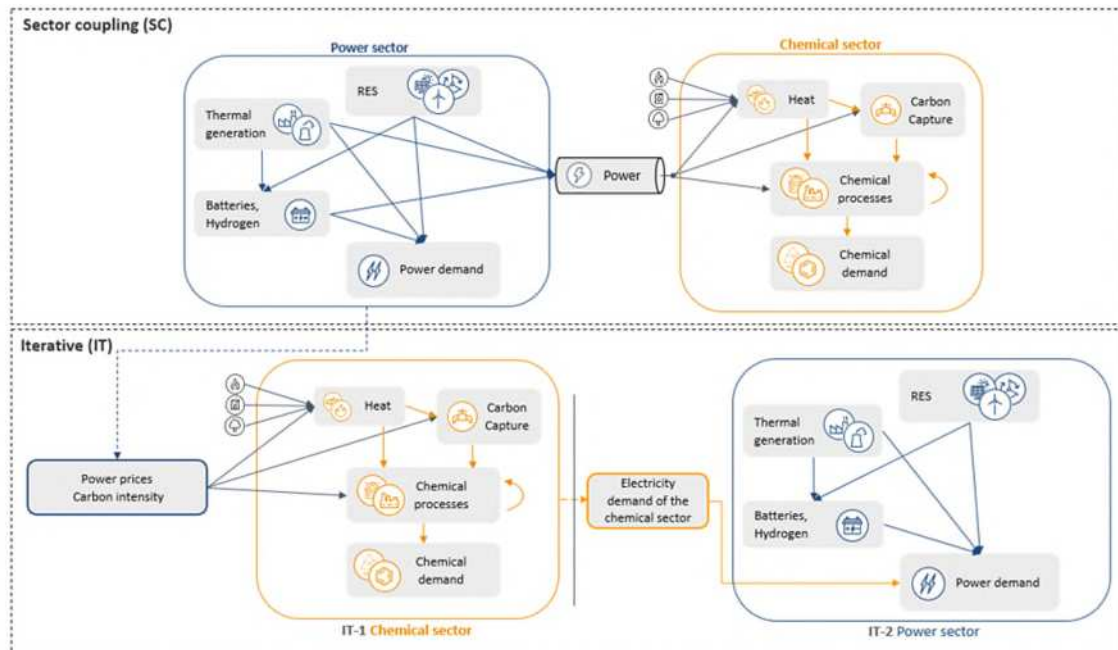 Sector coupling (SC)
Power sector
Chemical sector
RES
Thermal
generation
Batteries,
Hydrogen
Power demand
Power
Heat
Carbon
Capture
Chemical
processes
Chemical
demand
Iterative (IT)
Power prices
Carbon intensity
Heat
Carbon
Capture
Chemical
processes
Chemical
demand
IT-1 Chemical sector
Electricity
demand of the
chemical sector
RES
Thermal
generation
Batteries,
Hydrogen
Power demand
IT-2 Power sector